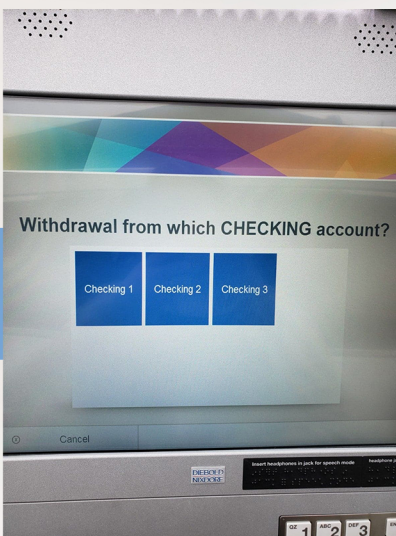 Withdrawal from which CHECKING account?
Checking 1 Checking 2 Checking 3
Cancel
DIEBOLD
NIXDORF
Insert headphones in jack for speech mode
QZ 1 ABC 2 DEF 3